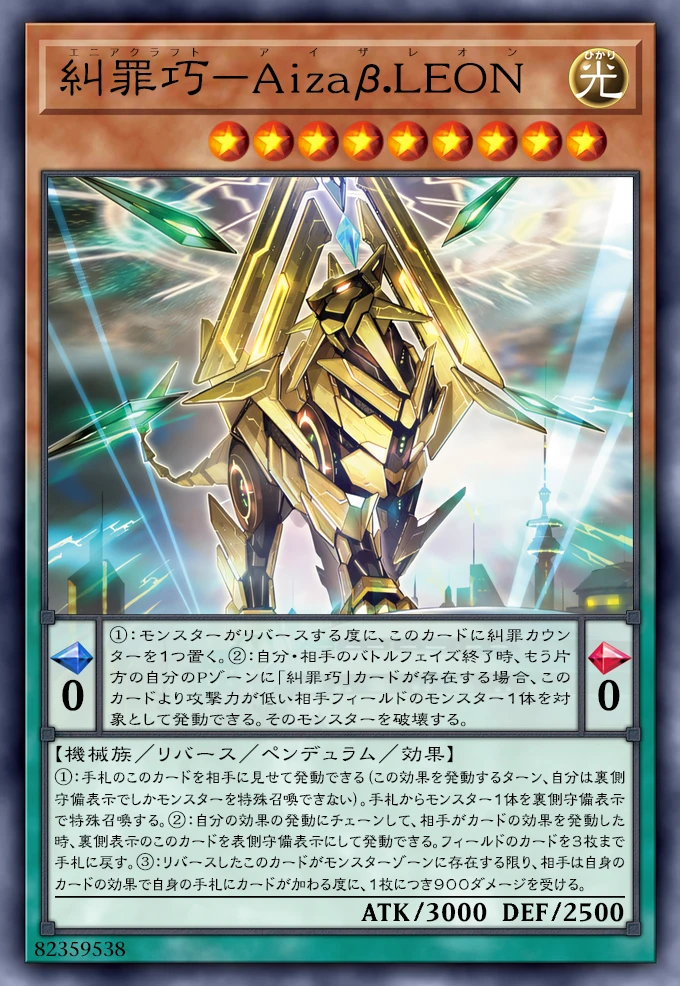 エニアクラフト アイザレオン
糾罪巧－Aizaβ.LEON
ひかり
光
①：モンスターがリバースする度に、このカードに糾罪カウン
ターを１つ置く。②：自分・相手のバトルフェイズ終了時、もう片
方の自分のPゾーンに「糾罪巧」カードが存在する場合、この
カードより攻撃力が低い相手フィールドのモンスター１体を対
象として発動できる。そのモンスターを破壊する。
0
0
【機械族／リバース／ペンデュラム／効果】
①：手札のこのカードを相手に見せて発動できる（この効果を発動するターン、自分は裏側
守備表示でしかモンスターを特殊召喚できない）。手札からモンスター１体を裏側守備表示
で特殊召喚する。②：自分の効果の発動にチェーンして、相手がカードの効果を発動した
時、裏側表示のこのカードを表側守備表示にして発動できる。フィールドのカードを３枚まで
手札に戻す。③：リバースしたこのカードがモンスターゾーンに存在する限り、相手は自身の
カードの効果で自身の手札にカードが加わる度に、１枚につき９００ダメージを受ける。
ATK/3000 DEF/2500
82359538